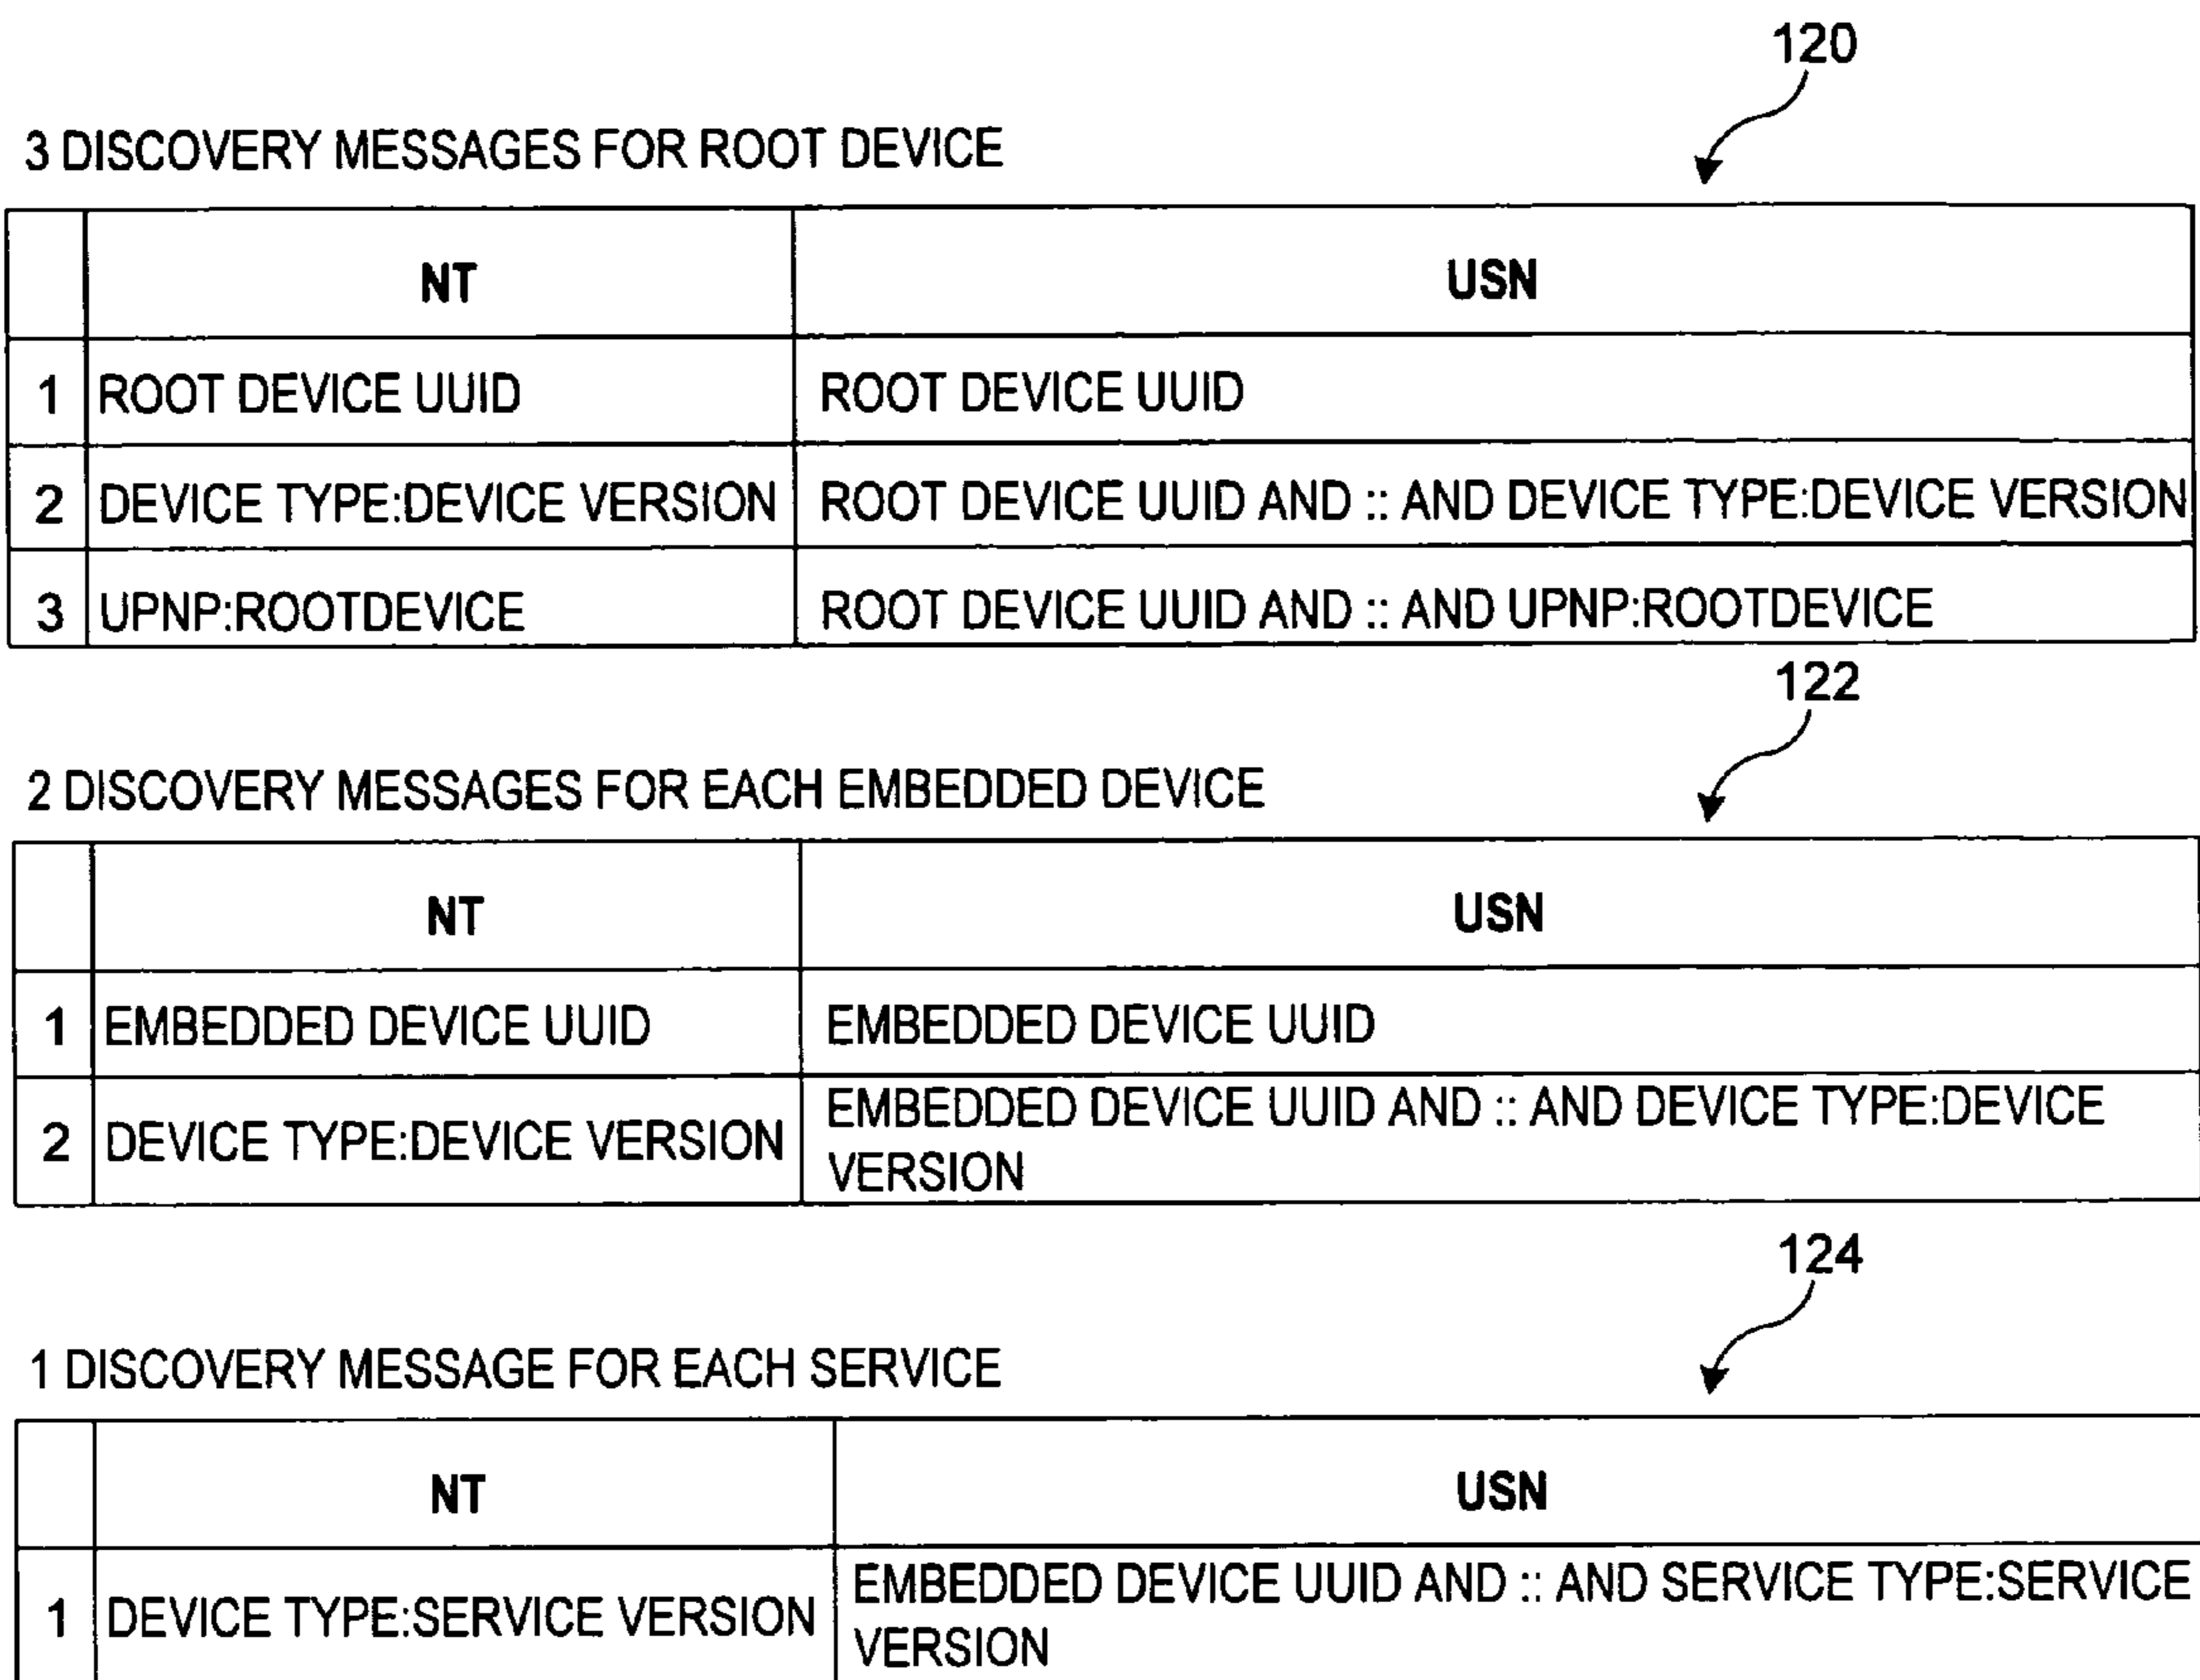 120
3 DISCOVERY MESSAGES FOR ROOT DEVICE
NT USN
1 ROOT DEVICE UUID ROOT DEVICE UUID
2 DEVICE TYPE:DEVICE VERSION ROOT DEVICE UUID AND :: AND DEVICE TYPE:DEVICE VERSION
3 UPNP:ROOTDEVICE ROOT DEVICE UUID AND :: AND UPNP:ROOTDEVICE
122
2 DISCOVERY MESSAGES FOR EACH EMBEDDED DEVICE
NT USN
1 EMBEDDED DEVICE UUID EMBEDDED DEVICE UUID
2 DEVICE TYPE:DEVICE VERSION EMBEDDED DEVICE UUID AND :: AND DEVICE TYPE:DEVICE
VERSION
124
1 DISCOVERY MESSAGE FOR EACH SERVICE
NT USN
1 DEVICE TYPE:SERVICE VERSION EMBEDDED DEVICE UUID AND :: AND SERVICE TYPE:SERVICE
VERSION